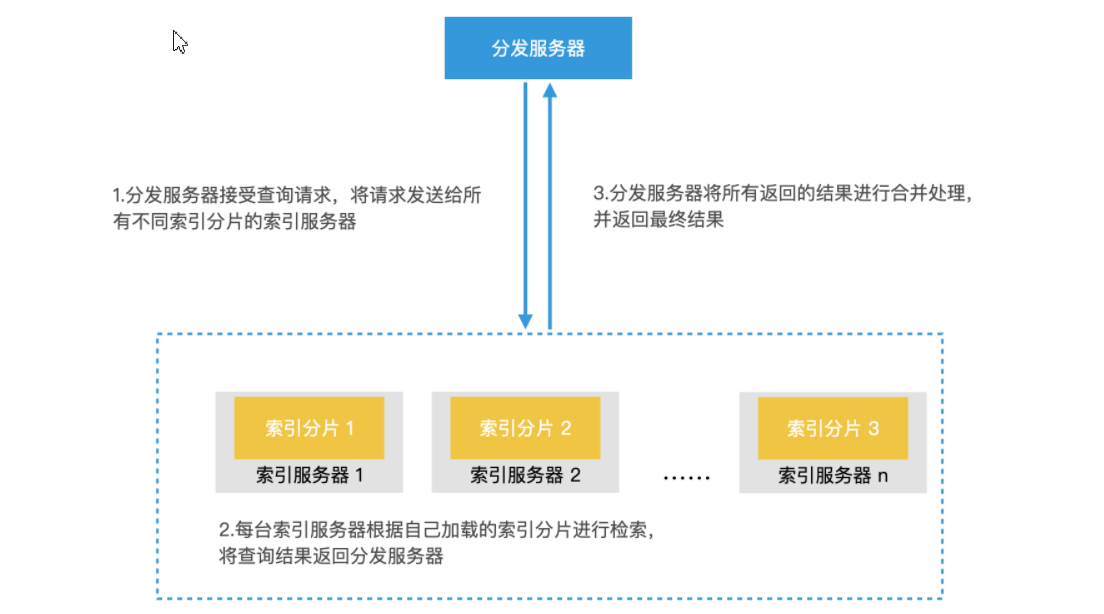 分发服务器
1.分发服务器接受查询请求，将请求发送给所
有不同索引分片的索引服务器
3.分发服务器将所有返回的结果进行合并处理，
并返回最终结果
索引分片 1
索引服务器 1
索引分片 2
索引服务器 2
……
索引分片 3
索引服务器 n
2.每台索引服务器根据自己加载的索引分片进行检索，
将查询结果返回分发服务器